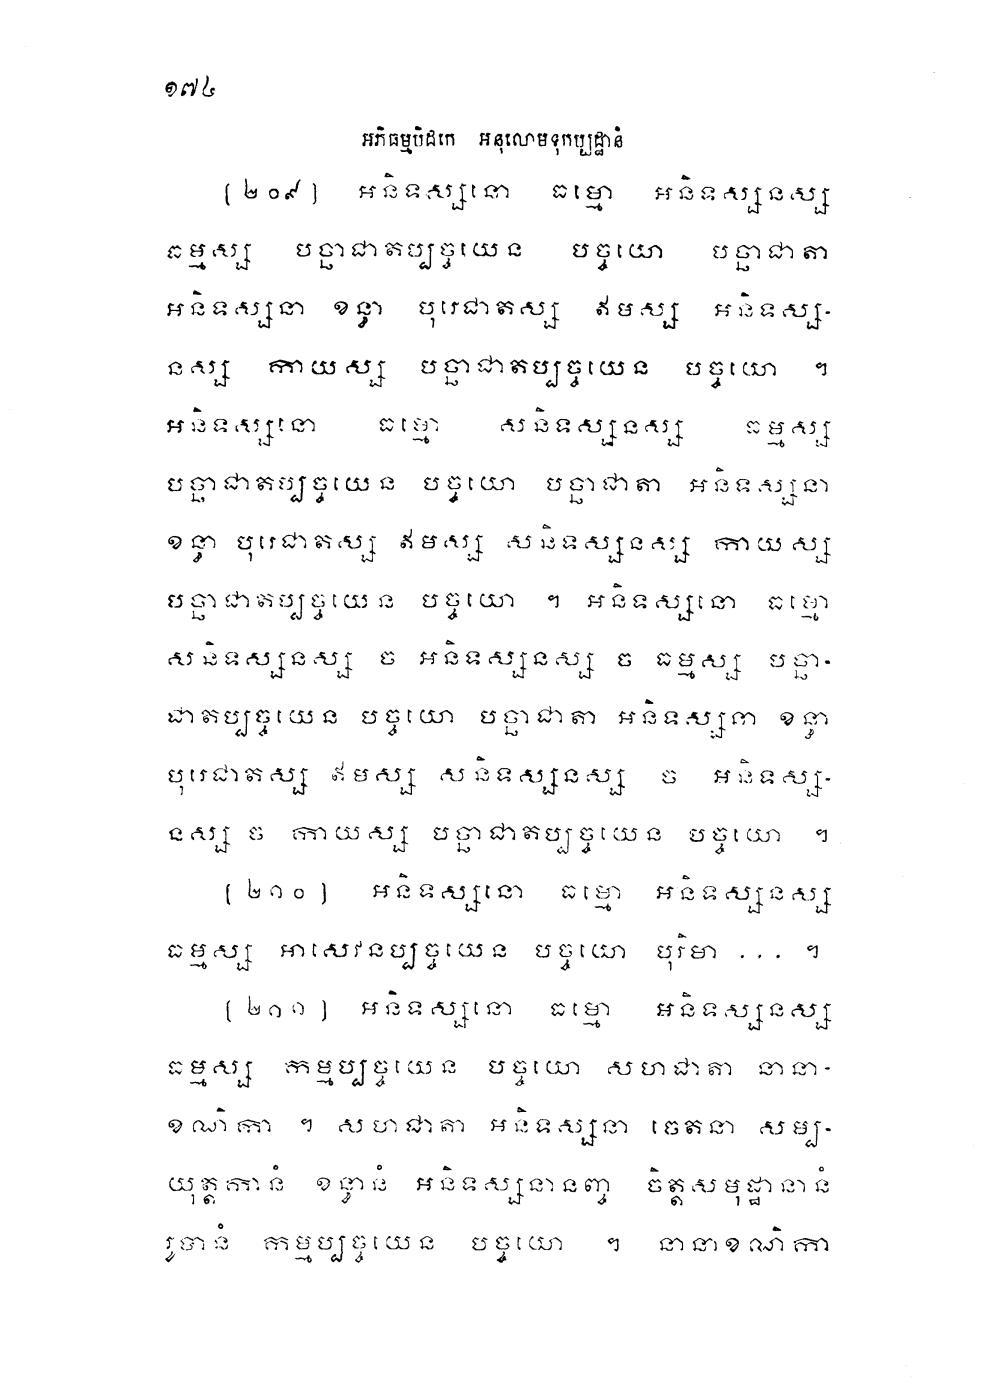 ១៧៤
អភិធម្មបិដកេ អនុលោមទុកប្បដ្ឋានំ
(២០៩) អនិទស្សនោ ធម្មោ អនិទស្សនស្ស
ធម្មស្ស បច្ឆាជាតប្បច្ចយេន បច្ចយោ បច្ឆាជាតា
អនិទស្សនា ខន្ធា បុរេជាតស្ស ឥមស្ស អនិទស្ស-
នស្ស កាយស្ស បច្ឆាជាតប្បច្ចយេន បច្ចយោ ។
អនិទស្សនោ ធម្មោ សនិទស្សនស្ស ធម្មស្ស
បច្ឆាជាតប្បច្ចយេន បច្ចយោ បច្ឆាជាតា អនិទស្សនា
ខន្ធា បុរេជាតស្ស ឥមស្ស សនិទស្សនស្ស កាយស្ស
បច្ឆាជាតប្បច្ចយេន បច្ចយោ ។ អនិទស្សនោ ធម្មោ
សនិទស្សនស្ស ច អនិទស្សនស្ស ច ធម្មស្ស បច្ឆា-
ជាតប្បច្ចយេន បច្ចយោ បច្ឆាជាតា អនិទស្សនា ខន្ធា
បុរេជាតស្ស ឥមស្ស សនិទស្សនស្ស ច អនិទស្ស-
នស្ស ច កាយស្ស បច្ឆាជាតប្បច្ចយេន បច្ចយោ ។
(២១០) អនិទស្សនោ ធម្មោ អនិទស្សនស្ស
ធម្មស្ស អាសេវនប្បច្ចយេន បច្ចយោ បុរិមា ... ។
(២១១) អនិទស្សនោ ធម្មោ អនិទស្សនស្ស
ធម្មស្ស កម្មប្បច្ចយេន បច្ចយោ សហជាតា នានា-
ខណិកា ។ សហជាតា អនិទស្សនា ចេតនា សម្ប-
យុត្តកានំ ខន្ធានំ អនិទស្សនានញ្ច ចិត្តសមុដ្ឋានានំ
រូបានំ កម្មប្បច្ចយេន បច្ចយោ ។ នានាខណិកា